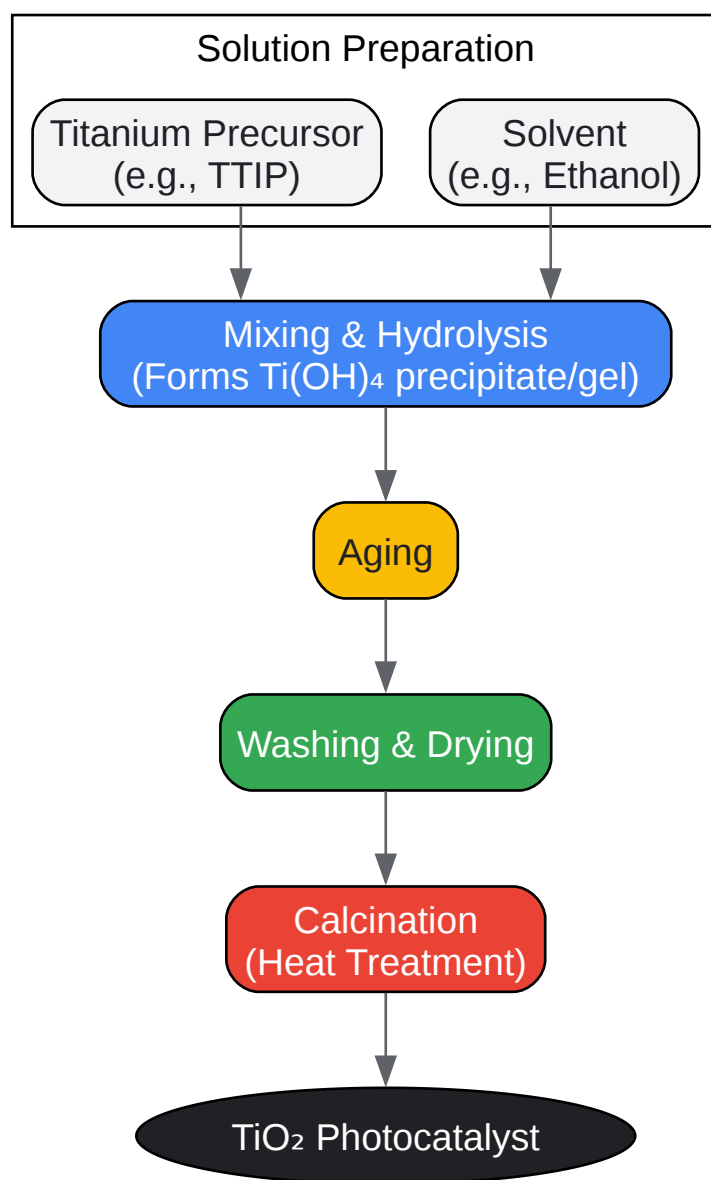 Solution Preparation
Titanium Precursor
(e.g., TTIP)
Solvent
(e.g., Ethanol)
Mixing & Hydrolysis
(Forms Ti(OH)₄ precipitate/gel)
Aging
Washing & Drying
Calcination
(Heat Treatment)
TiO₂ Photocatalyst